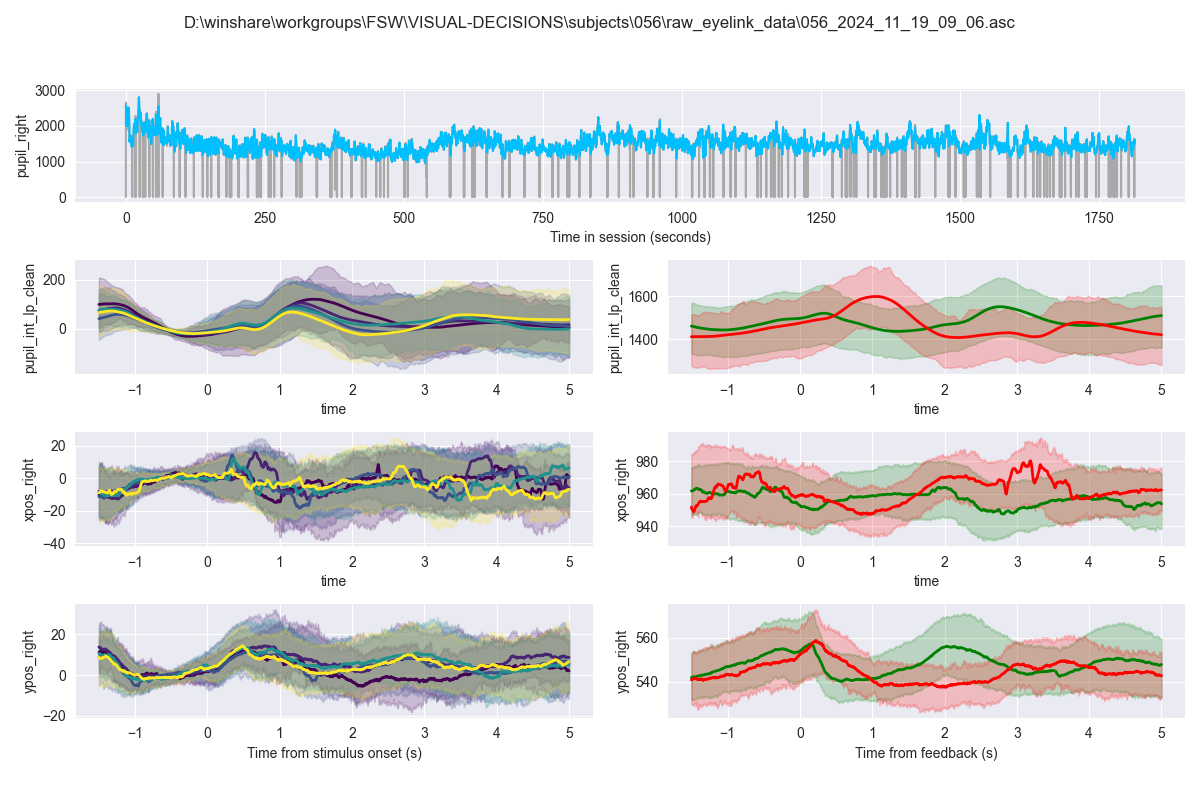 D:\winshare\workgroups\FSW\VISUAL-DECISIONS\subjects\056\raw_eyelink_data\056_2024_11_19_09_06.asc
pupil_right
3000
2000
1000
0
0 250 500 750 1000 1250 1500 1750
Time in session (seconds)
pupil_int_lp_clean
200
0
−1 0 1 2 3 4 5
time
pupil_int_lp_clean
1600
1400
−1 0 1 2 3 4 5
time
xpos_right
20
0
−20
−40
−1 0 1 2 3 4 5
time
xpos_right
980
960
940
−1 0 1 2 3 4 5
time
ypos_right
20
0
−20
−1 0 1 2 3 4 5
Time from stimulus onset (s)
ypos_right
560
540
−1 0 1 2 3 4 5
Time from feedback (s)